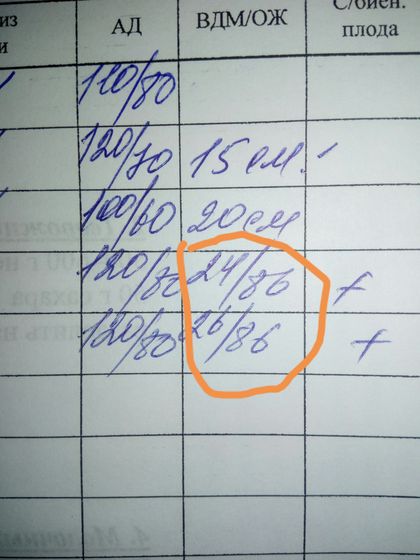 из АД ВДМ/ОЖ С/биен.
и плода
110/80
120/70 15 см.
100/60 20 см
120/80 24/86 +
120/80 26/86 +